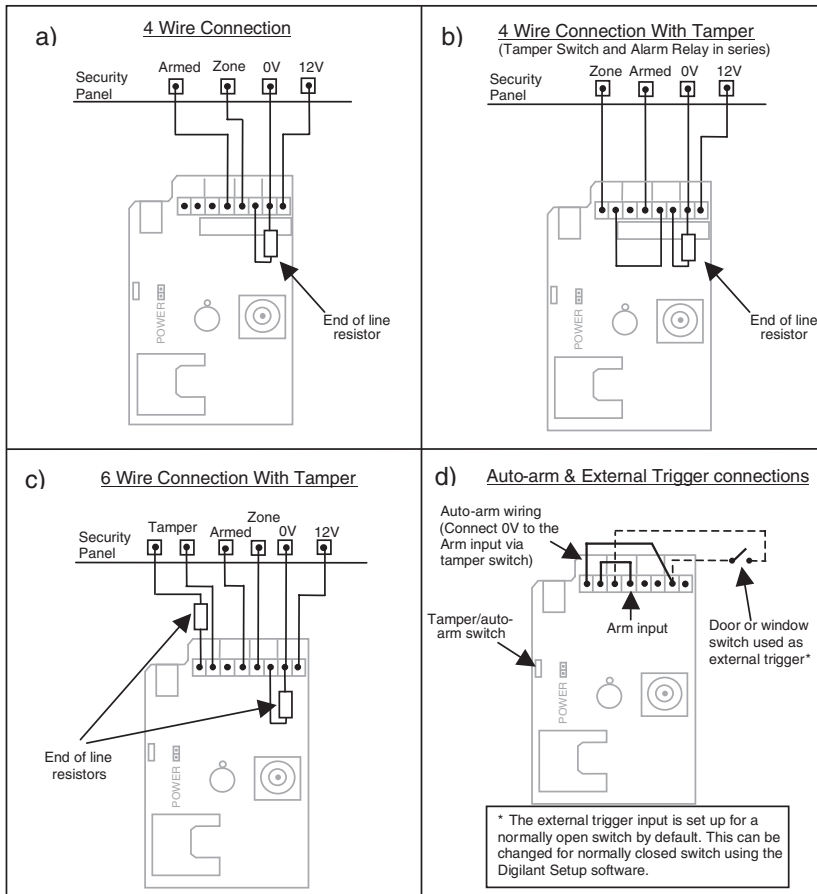 a)
4 Wire Connection
Armed Zone 0V 12V
Security
Panel
POWER
End of line
resistor
b)
4 Wire Connection With Tamper
(Tamper Switch and Alarm Relay in series)
Zone Armed 0V 12V
Security
Panel
POWER
End of line
resistor
c)
6 Wire Connection With Tamper
Tamper Armed Zone 0V 12V
Security
Panel
End of line
resistors
POWER
d)
Auto-arm & External Trigger connections
Auto-arm wiring
(Connect 0V to the
Arm input via
tamper switch)
Tamper/auto-
arm switch
Arm input
Door or window
switch used as
external trigger*
POWER
* The external trigger input is set up for a
normally open switch by default. This can be
changed for normally closed switch using the
Digilant Setup software.